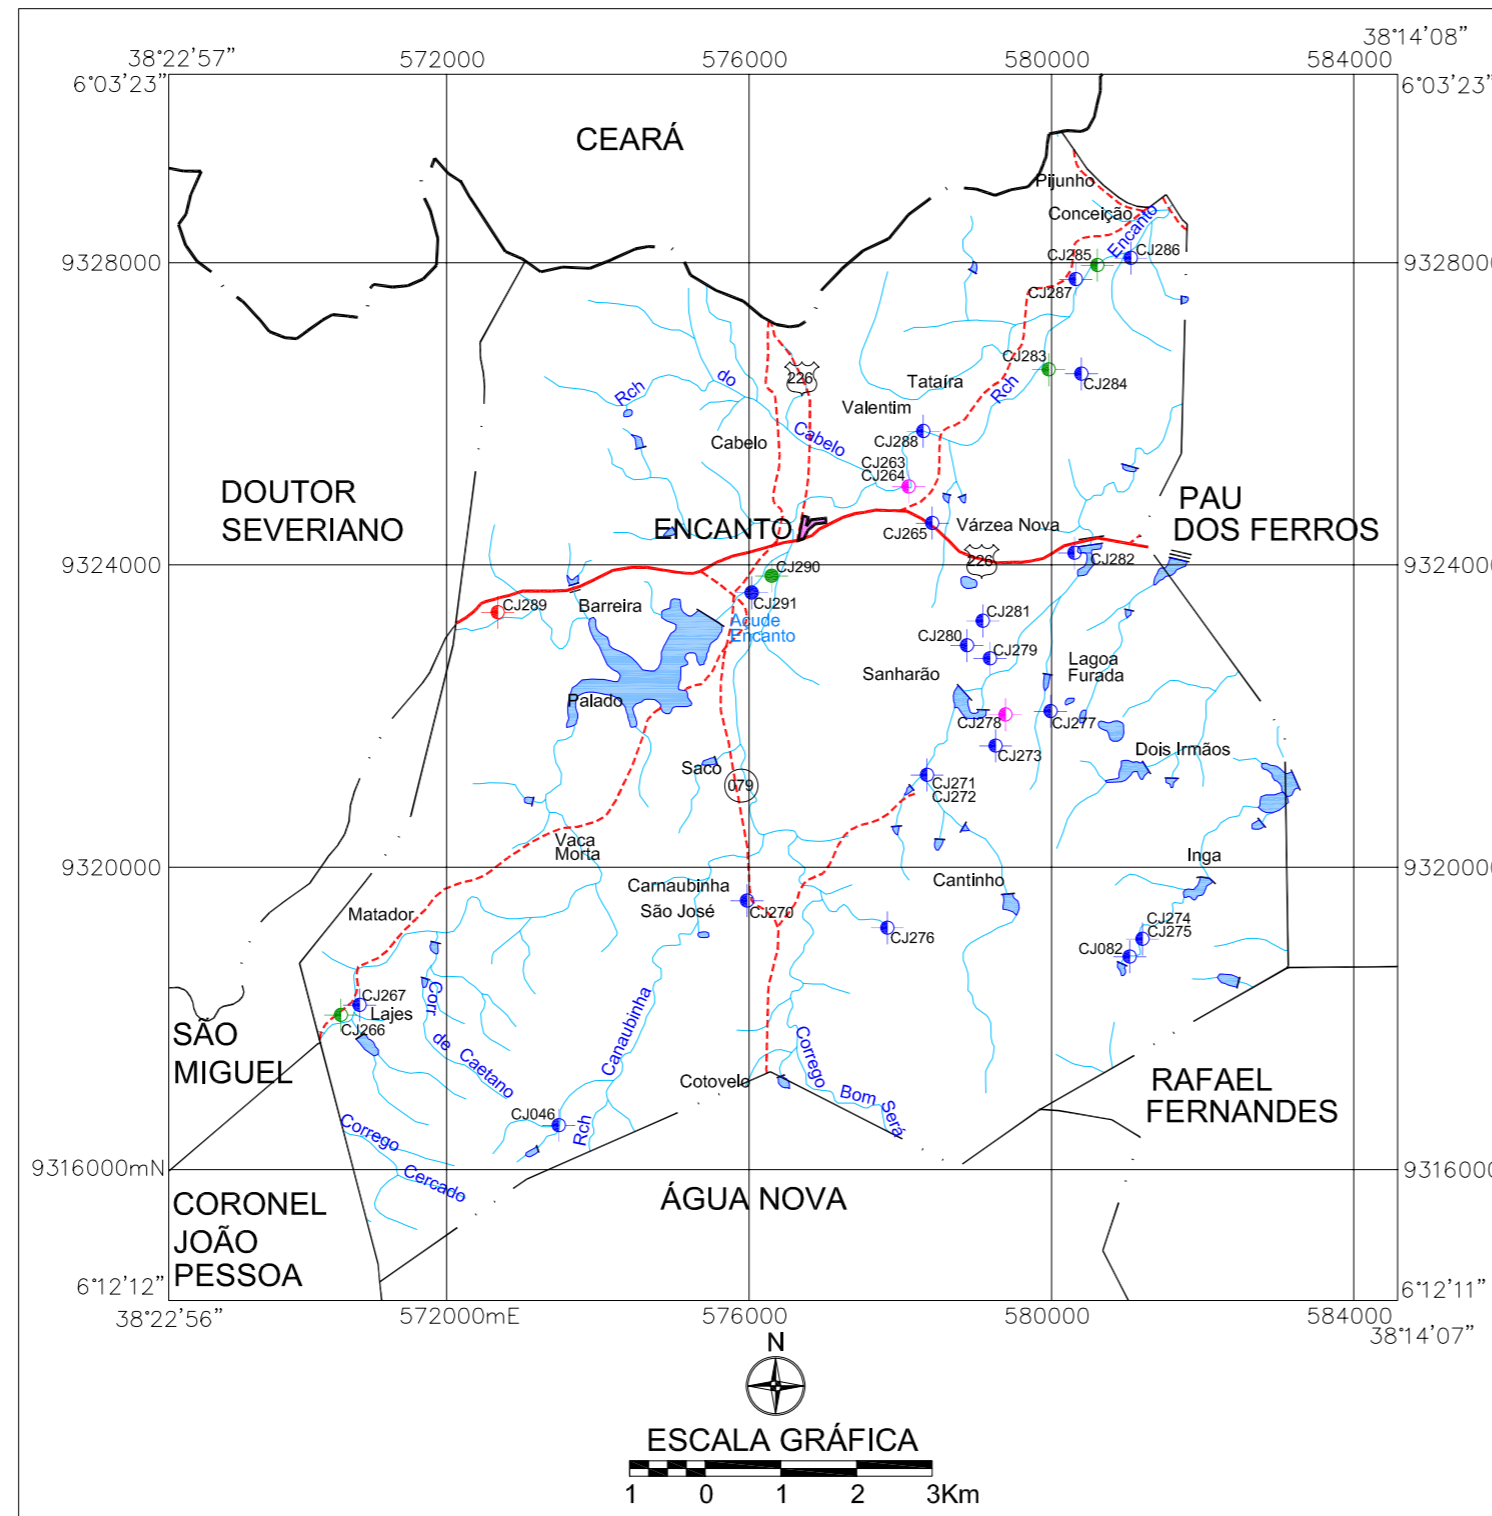 38°14'08"
38°22'57"
572000
576000
580000
584000
6°03'23"
6°03'23"
CEARÁ
Pijunho
Conceição
Encanto
CJ285
CJ286
9328000
932800
CJ287
CJ283
226
do
Tataíra
CJ284
Rch
Rch
Valentim
Cabelo
Cabelo
CJ288
CJ263
CJ264
DOUTOR
SEVERIANO
PAU
DOS FERROS
ENCANTO
Várzea Nova
CJ265
226
CJ282
9324000
932400
CJ290
CJ289
Barreira
CJ291
Açude
Encanto
CJ281
CJ280
CJ279
Lagoa
Furada
Sanharão
Palado
CJ278
CJ277
CJ273
Dois Irmãos
Saco
079
CJ271
CJ272
Vaca
Morta
Inga
9320000
932000
Carnaubinha
Cantinho
São José
CJ270
Matador
CJ276
CJ274
CJ275
CJ082
CJ267
Lajes
CJ266
Corr
de Caetano
Canaubinha
Rch
SÃO
MIGUEL
Corrego
Bom Será
Cotovelo
RAFAEL
FERNANDES
CJ046
Corrego
Cercado
9316000mN
931600
CORONEL
JOÃO
PESSOA
ÁGUA NOVA
6°12'12"
6°12'11"
38°22'56"
572000mE
576000
580000
584000
38°14'07"
N
ESCALA GRÁFICA
1 0 1 2 3Km